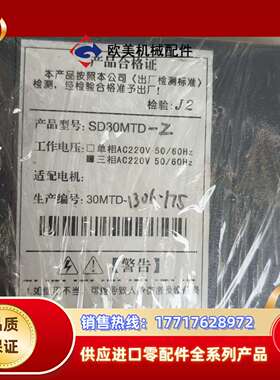 欧美机械配件
产品合格证
本产品按照本公司《出厂检测标准》
检测,经检验合格准予出厂!
检验:J2
产品型号:SD30MTD-Z
工作电压:□单相AC220V 50/60Hz
三相AC220V 50/60Hz
适配电机:
生产编号:30MTD-1301-175
【警告】
品质
保证
销售热线:17717628972
供应进口零配件全系列产品